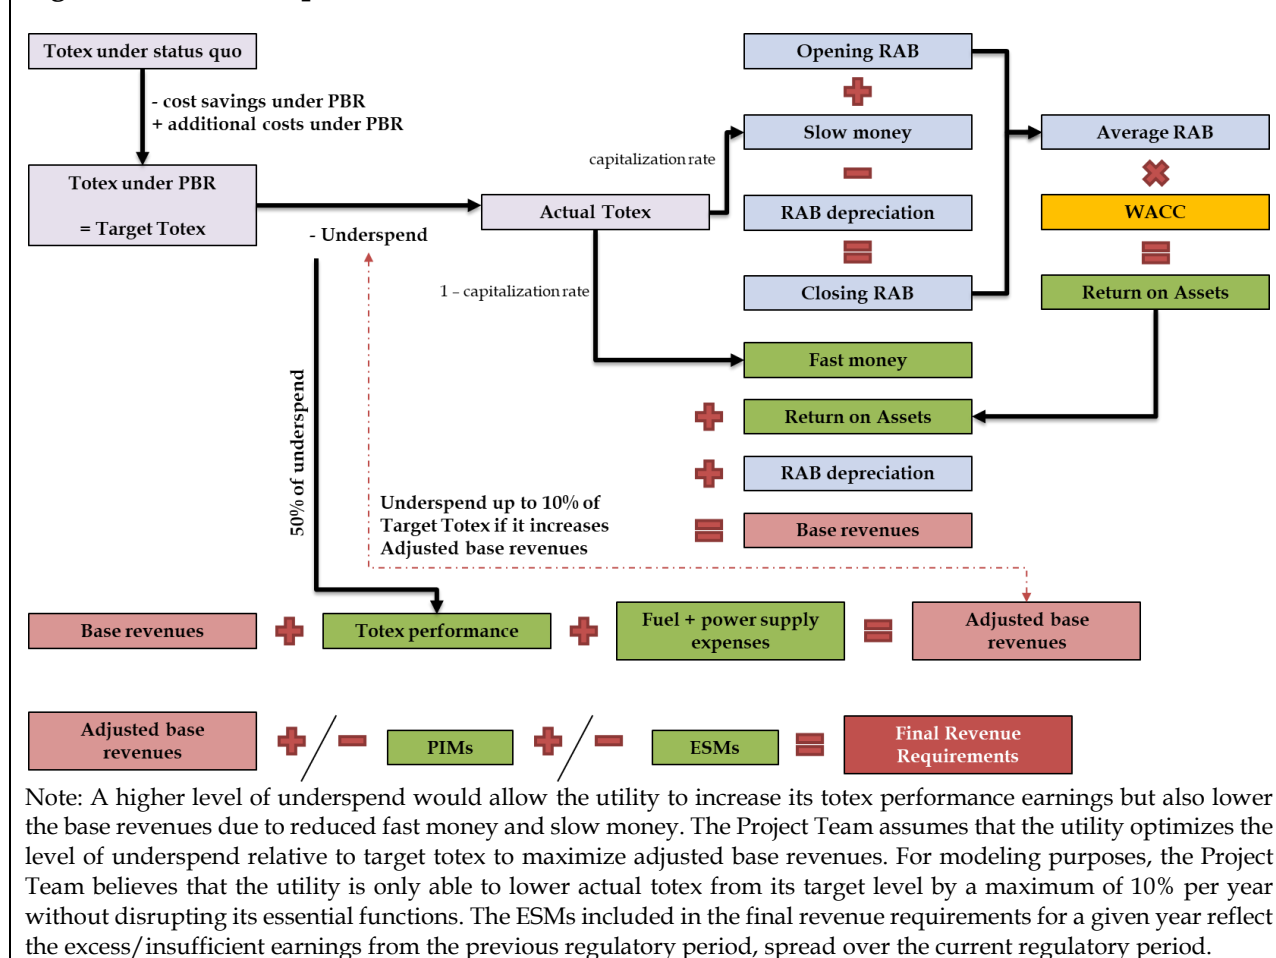 Totex under status quo
- cost savings under PBR
+ additional costs under PBR
Totex under PBR
= Target Totex
- Underspend
Actual Totex
capitalization rate
1 – capitalization rate
Opening RAB
Slow money
RAB depreciation
Closing RAB
Average RAB
WACC
Return on Assets
Fast money
Return on Assets
RAB depreciation
Base revenues
50% of underspend
Underspend up to 10% of
Target Totex if it increases
Adjusted base revenues
Base revenues
Totex performance
Fuel + power supply
expenses
Adjusted base
revenues
Adjusted base
revenues
PIMs
ESMs
Final Revenue
Requirements
Note: A higher level of underspend would allow the utility to increase its totex performance earnings but also lower
the base revenues due to reduced fast money and slow money. The Project Team assumes that the utility optimizes the
level of underspend relative to target totex to maximize adjusted base revenues. For modeling purposes, the Project
Team believes that the utility is only able to lower actual totex from its target level by a maximum of 10% per year
without disrupting its essential functions. The ESMs included in the final revenue requirements for a given year reflect
the excess/insufficient earnings from the previous regulatory period, spread over the current regulatory period.